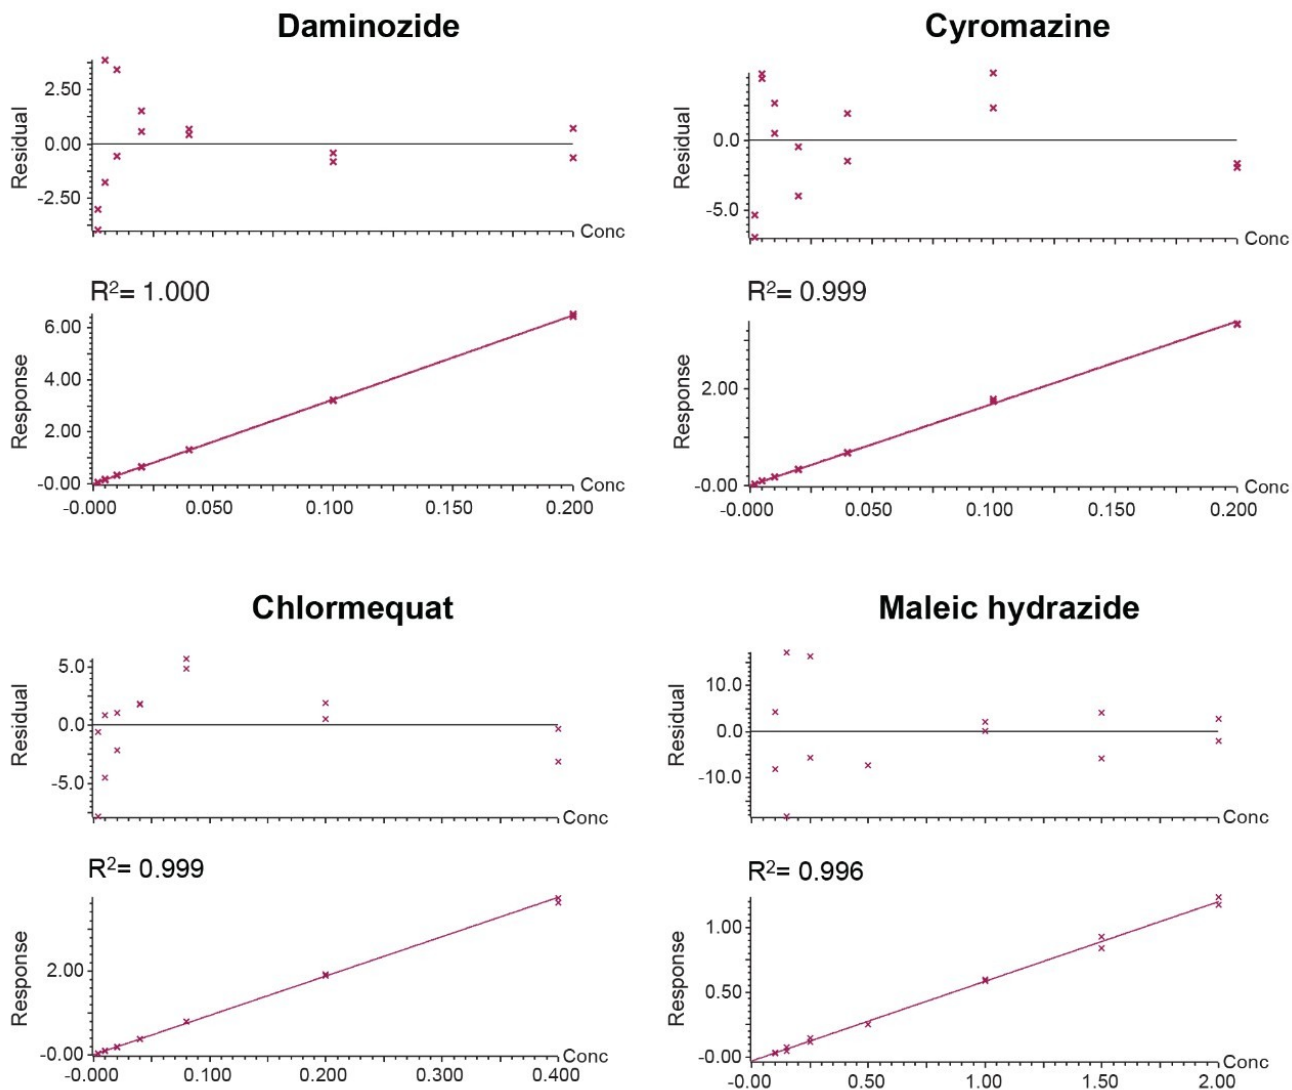 Daminozide
2.50
0.00
-2.50
Residual
Conc
R²= 1.000
6.00
4.00
2.00
-0.00
Response
Conc
-0.000 0.050 0.100 0.150 0.200
Cyromazine
0.0
-5.0
Residual
Conc
R²= 0.999
2.00
-0.00
Response
Conc
-0.000 0.050 0.100 0.150 0.200
Chlormequat
5.0
0.0
-5.0
Residual
Conc
R²= 0.999
2.00
-0.00
Response
Conc
-0.000 0.100 0.200 0.300 0.400
Maleic hydrazide
10.0
0.0
-10.0
Residual
Conc
R²= 0.996
1.00
0.50
-0.00
Response
Conc
-0.00 0.50 1.00 1.50 2.00